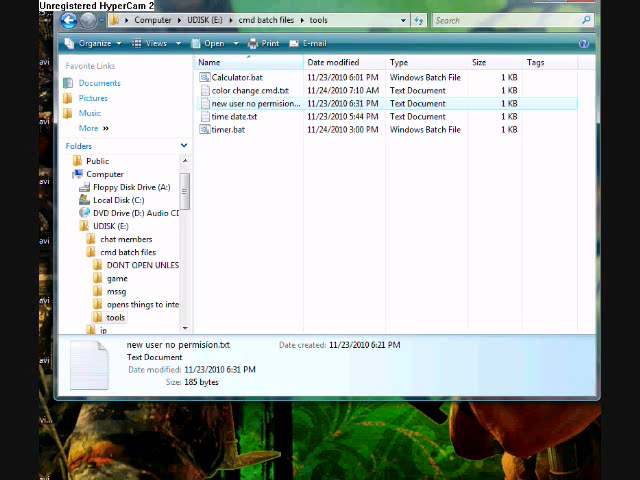 Unregistered HyperCam 2
Computer UDISK (E:) cmd batch files tools Search
Organize Views Open Print E-mail
Favorite Links
Documents
Pictures
Music
More »
Folders
Public
Computer
Floppy Disk Drive (A:)
Local Disk (C:)
DVD Drive (D:) Audio CD
UDISK (E:)
chat members
cmd batch files
DONT OPEN UNLES
game
mssg
opens things to inte
tools
ip
Name Date modified Type Size Tags
Calculator.bat 11/23/2010 6:01 PM Windows Batch File 1 KB
color change cmd.txt 11/24/2010 7:10 AM Text Document 1 KB
new user no permision... 11/23/2010 6:31 PM Text Document 1 KB
time date.txt 11/23/2010 5:44 PM Text Document 1 KB
timer.bat 11/24/2010 3:00 PM Windows Batch File 1 KB
new user no permision.txt Date created: 11/23/2010 6:21 PM
Text Document
Date modified: 11/23/2010 6:31 PM
Size: 185 bytes
avi
avi
avi
avi
avi